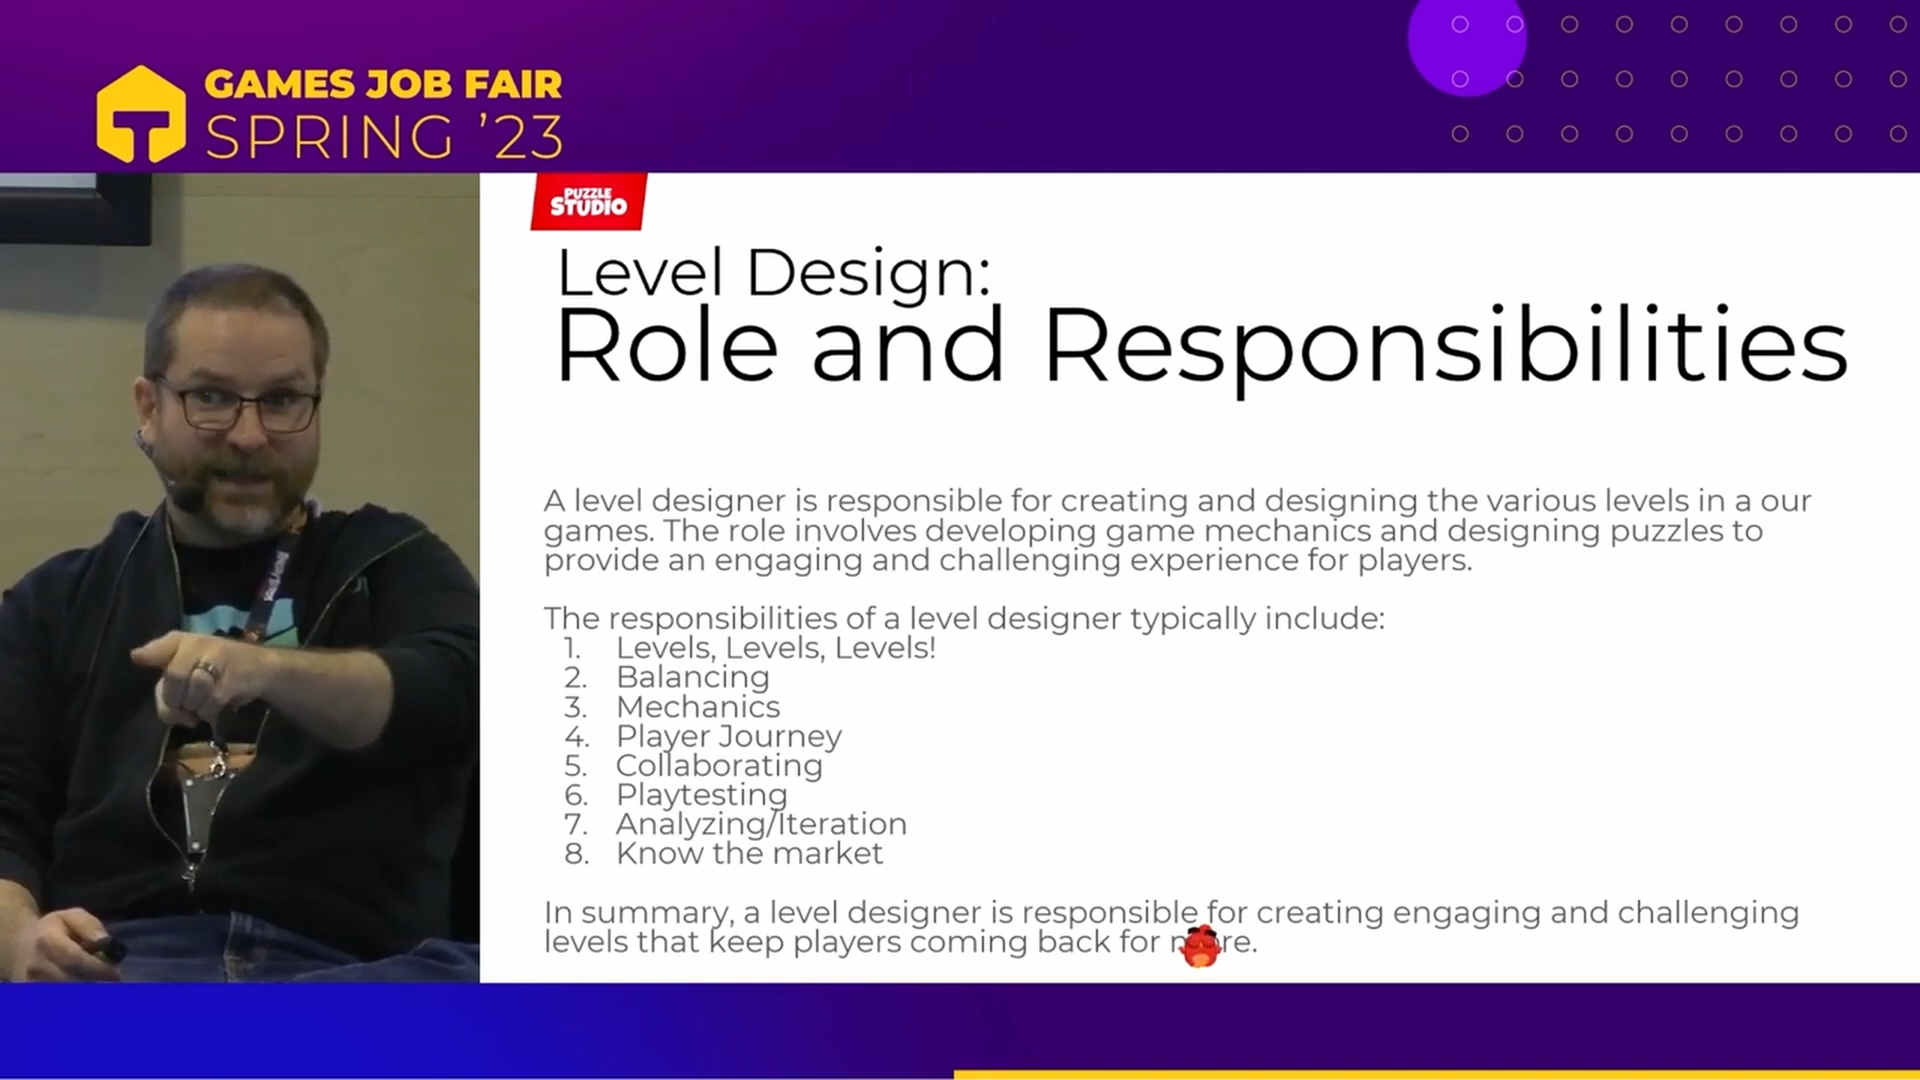 GAMES JOB FAIR
SPRING ’23
PUZZLE
STUDIO
Level Design:
Role and Responsibilities
A level designer is responsible for creating and designing the various levels in a our
games. The role involves developing game mechanics and designing puzzles to
provide an engaging and challenging experience for players.
The responsibilities of a level designer typically include:
1. Levels, Levels, Levels!
2. Balancing
3. Mechanics
4. Player Journey
5. Collaborating
6. Playtesting
7. Analyzing/Iteration
8. Know the market
In summary, a level designer is responsible for creating engaging and challenging
levels that keep players coming back for more.